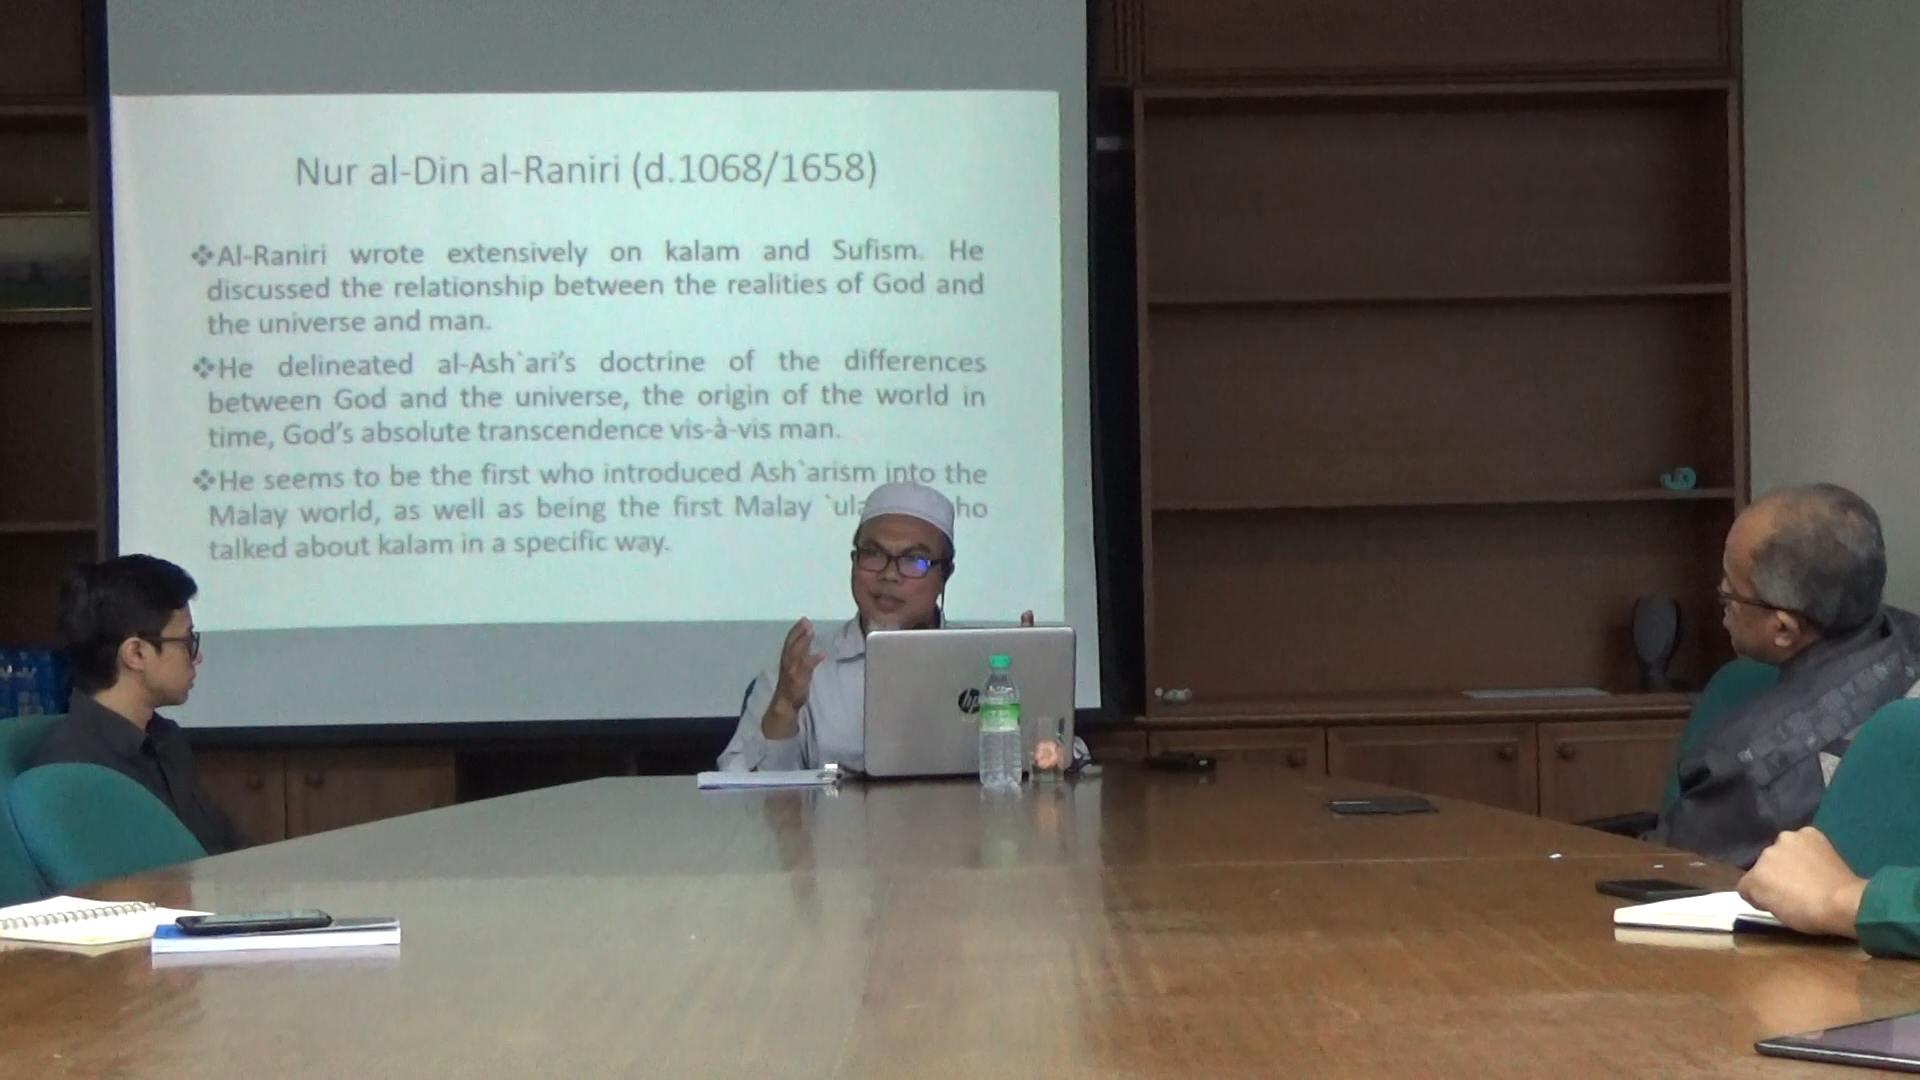 Nur al-Din al-Raniri (d.1068/1658)
❖Al-Raniri wrote extensively on kalam and Sufism. He
discussed the relationship between the realities of God and
the universe and man.
❖He delineated al-Ash`ari's doctrine of the differences
between God and the universe, the origin of the world in
time, God's absolute transcendence vis-à-vis man.
❖He seems to be the first who introduced Ash`arism into the
Malay world, as well as being the first Malay
talked about kalam in a specific way.
hp